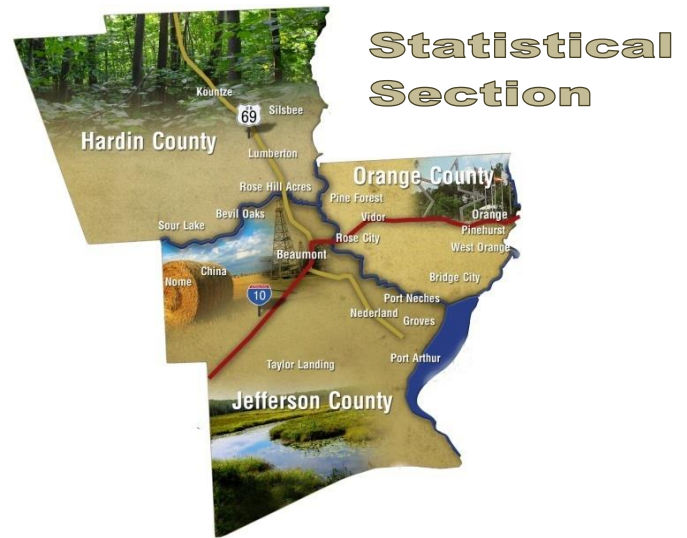 Statistical
Section
Kountze
69
Silsbee
Hardin County
Lumberton
Rose Hill Acres
Orange County
Pine Forest
Bevil Oaks
Vidor
Orange
Sour Lake
Rose City
Pinehurst
West Orange
Beaumont
China
Nome
Bridge City
10
Port Neches
Nederland
Groves
Port Arthur
Taylor Landing
Jefferson County